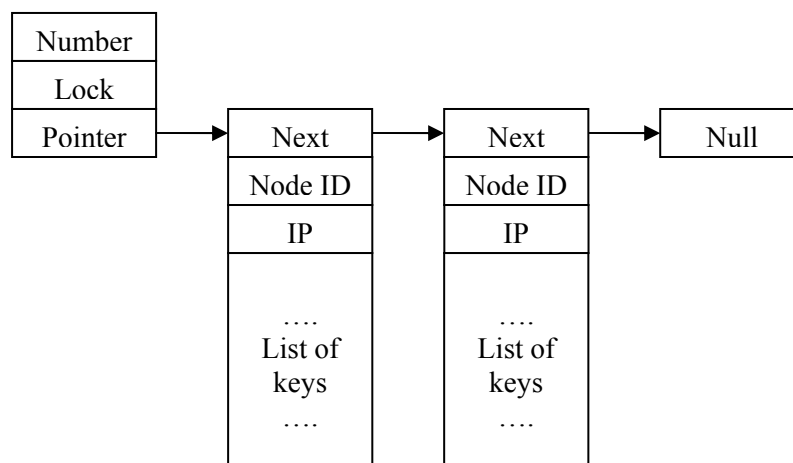 Number
Lock
Pointer
Next
Node ID
IP
….
List of
keys
….
Next
Node ID
IP
….
List of
keys
….
Null